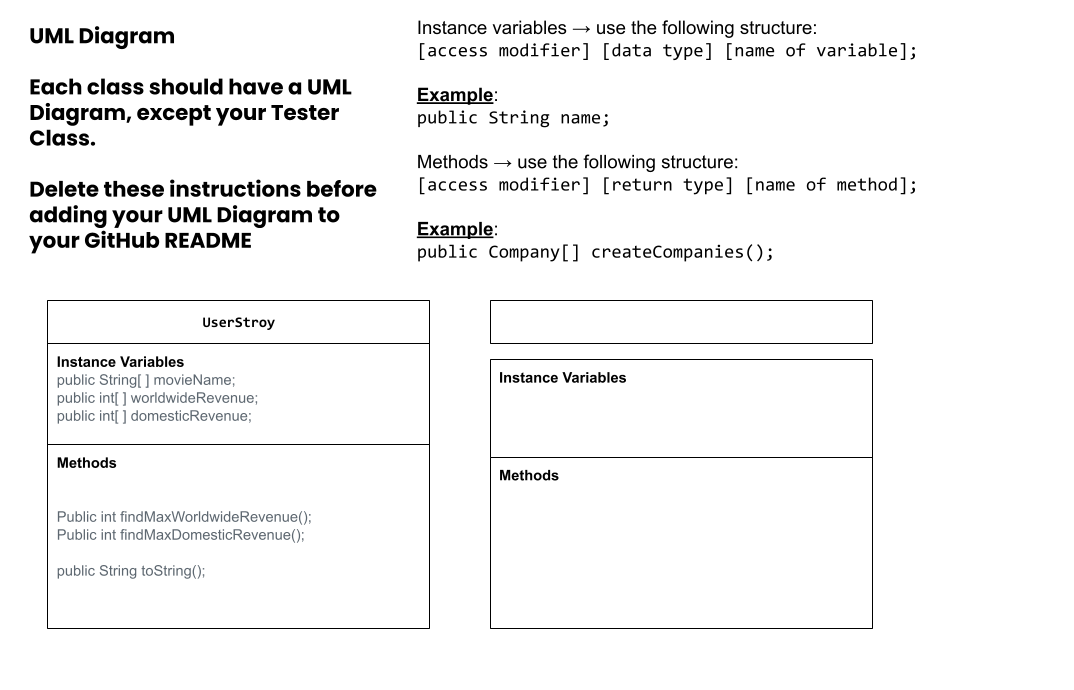 UML Diagram
Each class should have a UML
Diagram, except your Tester
Class.
Delete these instructions before
adding your UML Diagram to
your GitHub README
Instance variables → use the following structure:
[access modifier] [data type] [name of variable];
Example:
public String name;
Methods → use the following structure:
[access modifier] [return type] [name of method];
Example:
public Company[] createCompanies();
UserStroy
Instance Variables
public String[ ] movieName;
public int[ ] worldwideRevenue;
public int[ ] domesticRevenue;
Methods
Public int findMaxWorldwideRevenue();
Public int findMaxDomesticRevenue();
public String toString();
Instance Variables
Methods